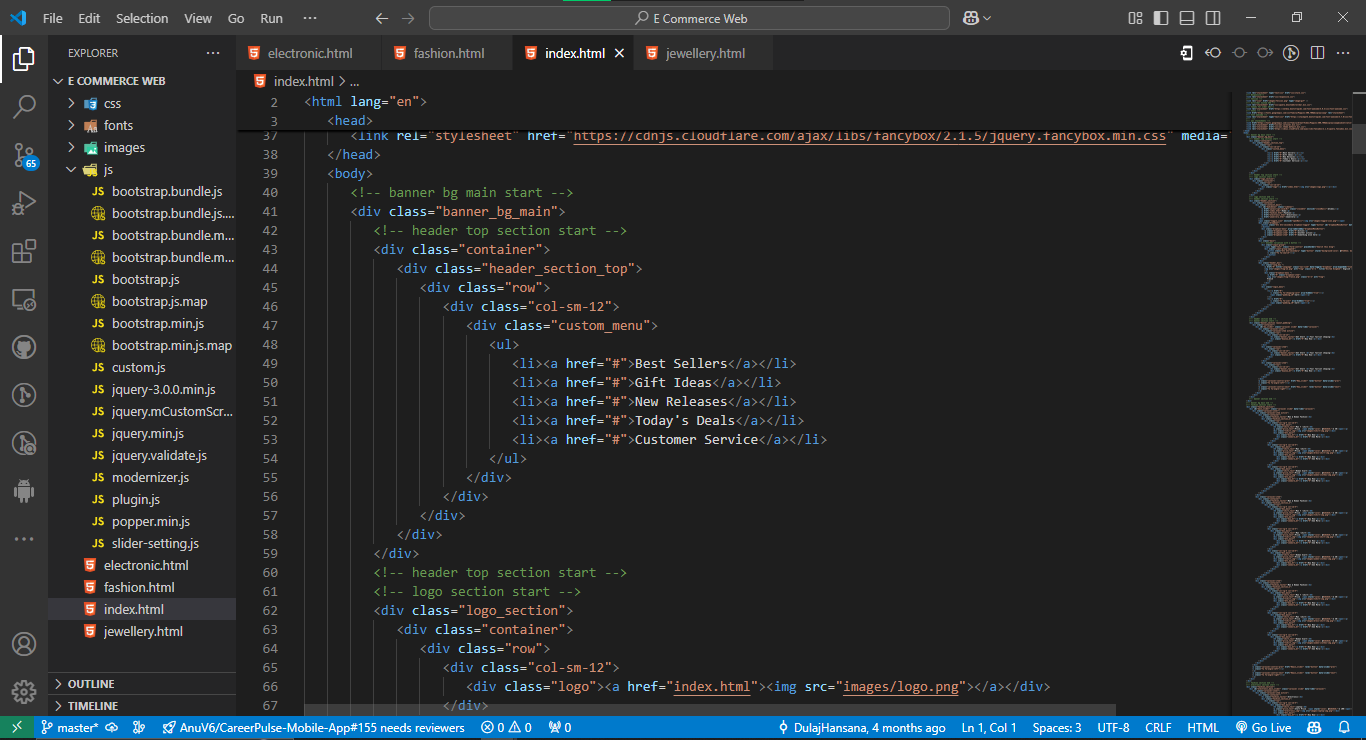 File Edit Selection View Go Run ··· E Commerce Web
EXPLORER ···
electronic.html fashion.html index.html jewellery.html
E COMMERCE WEB
css
fonts
images
js
JS bootstrap.bundle.js
bootstrap.bundle.js....
JS bootstrap.bundle.m...
bootstrap.bundle.m...
JS bootstrap.js
bootstrap.js.map
JS bootstrap.min.js
bootstrap.min.js.map
JS custom.js
JS jquery-3.0.0.min.js
JS jquery.mCustomScr...
JS jquery.min.js
JS jquery.validate.js
JS modernizer.js
JS plugin.js
JS popper.min.js
JS slider-setting.js
electronic.html
fashion.html
index.html
jewellery.html
OUTLINE
TIMELINE
65
index.html > ...
2 <html lang="en">
3 <head>
37 <link rel="stylesheet" href="https://cdnjs.cloudflare.com/ajax/libs/fancybox/2.1.5/jquery.fancybox.min.css" media=
38 </head>
39 <body>
40 <!-- banner bg main start -->
41 <div class="banner_bg_main">
42 <!-- header top section start -->
43 <div class="container">
44 <div class="header_section_top">
45 <div class="row">
46 <div class="col-sm-12">
47 <div class="custom_menu">
48 <ul>
49 <li><a href="#">Best Sellers</a></li>
50 <li><a href="#">Gift Ideas</a></li>
51 <li><a href="#">New Releases</a></li>
52 <li><a href="#">Today's Deals</a></li>
53 <li><a href="#">Customer Service</a></li>
54 </ul>
55 </div>
56 </div>
57 </div>
58 </div>
59 </div>
60 <!-- header top section start -->
61 <!-- logo section start -->
62 <div class="logo_section">
63 <div class="container">
64 <div class="row">
65 <div class="col-sm-12">
66 <div class="logo"><a href="index.html"><img src="images/logo.png"></a></div>
67 </div>
master* AnuV6/CareerPulse-Mobile-App#155 needs reviewers 0 0 0 DulajHansana, 4 months ago Ln 1, Col 1 Spaces: 3 UTF-8 CRLF HTML Go Live